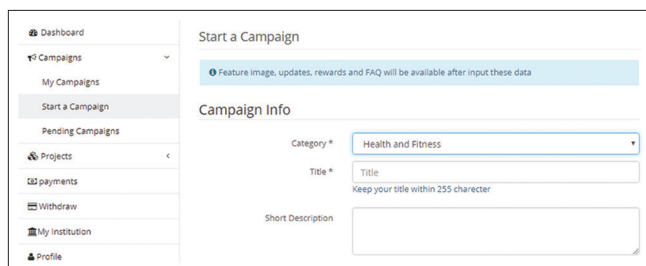 Dashboard
Campaigns
My Campaigns
Start a Campaign
Pending Campaigns
Projects
payments
Withdraw
My Institution
Profile
Start a Campaign
Feature image, updates, rewards and FAQ will be available after input these data
Campaign Info
Category * Health and Fitness
Title * Title
Keep your title within 255 charecter
Short Description